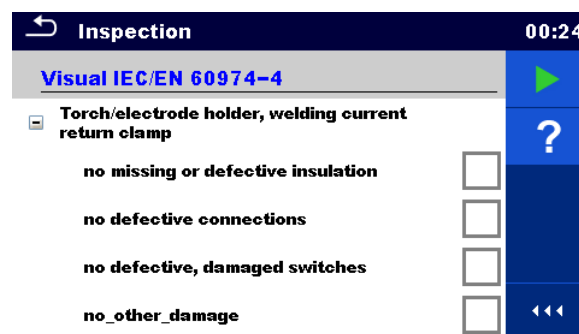 Inspection
00:24
Visual IEC/EN 60974-4
Torch/electrode holder, welding current
return clamp
no missing or defective insulation
no defective connections
no defective, damaged switches
no_other_damage
?